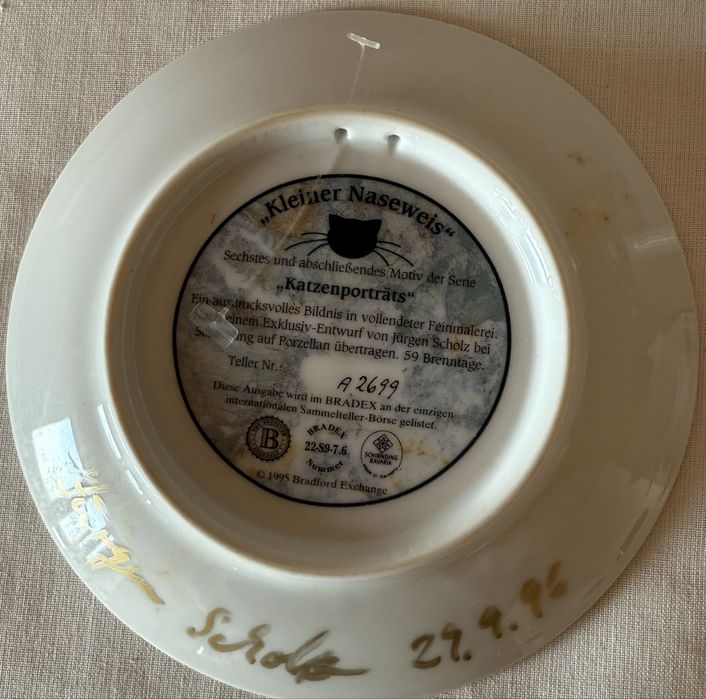 „Kleiner Naseweis“
Sechstes und abschließendes Motiv der Serie
„Katzenporträts“
Ein ausdrucksvolles Bildnis in vollendeter Feinmalerei.
einem Exklusiv-Entwurf von Jürgen Scholz bei
auf Porzellan übertragen. 59 Brenntage.
Teller Nr.: A 2699
Diese Ausgabe wird im BRADEX an der einzigen
internationalen Sammelteller-Börse gelistet.
B
BRADEX
22-S9-7.6
Nummer
SCHIRNDING
BAVARIA
© 1995 Bradford Exchange
Jürgen Scholz 29.9.96